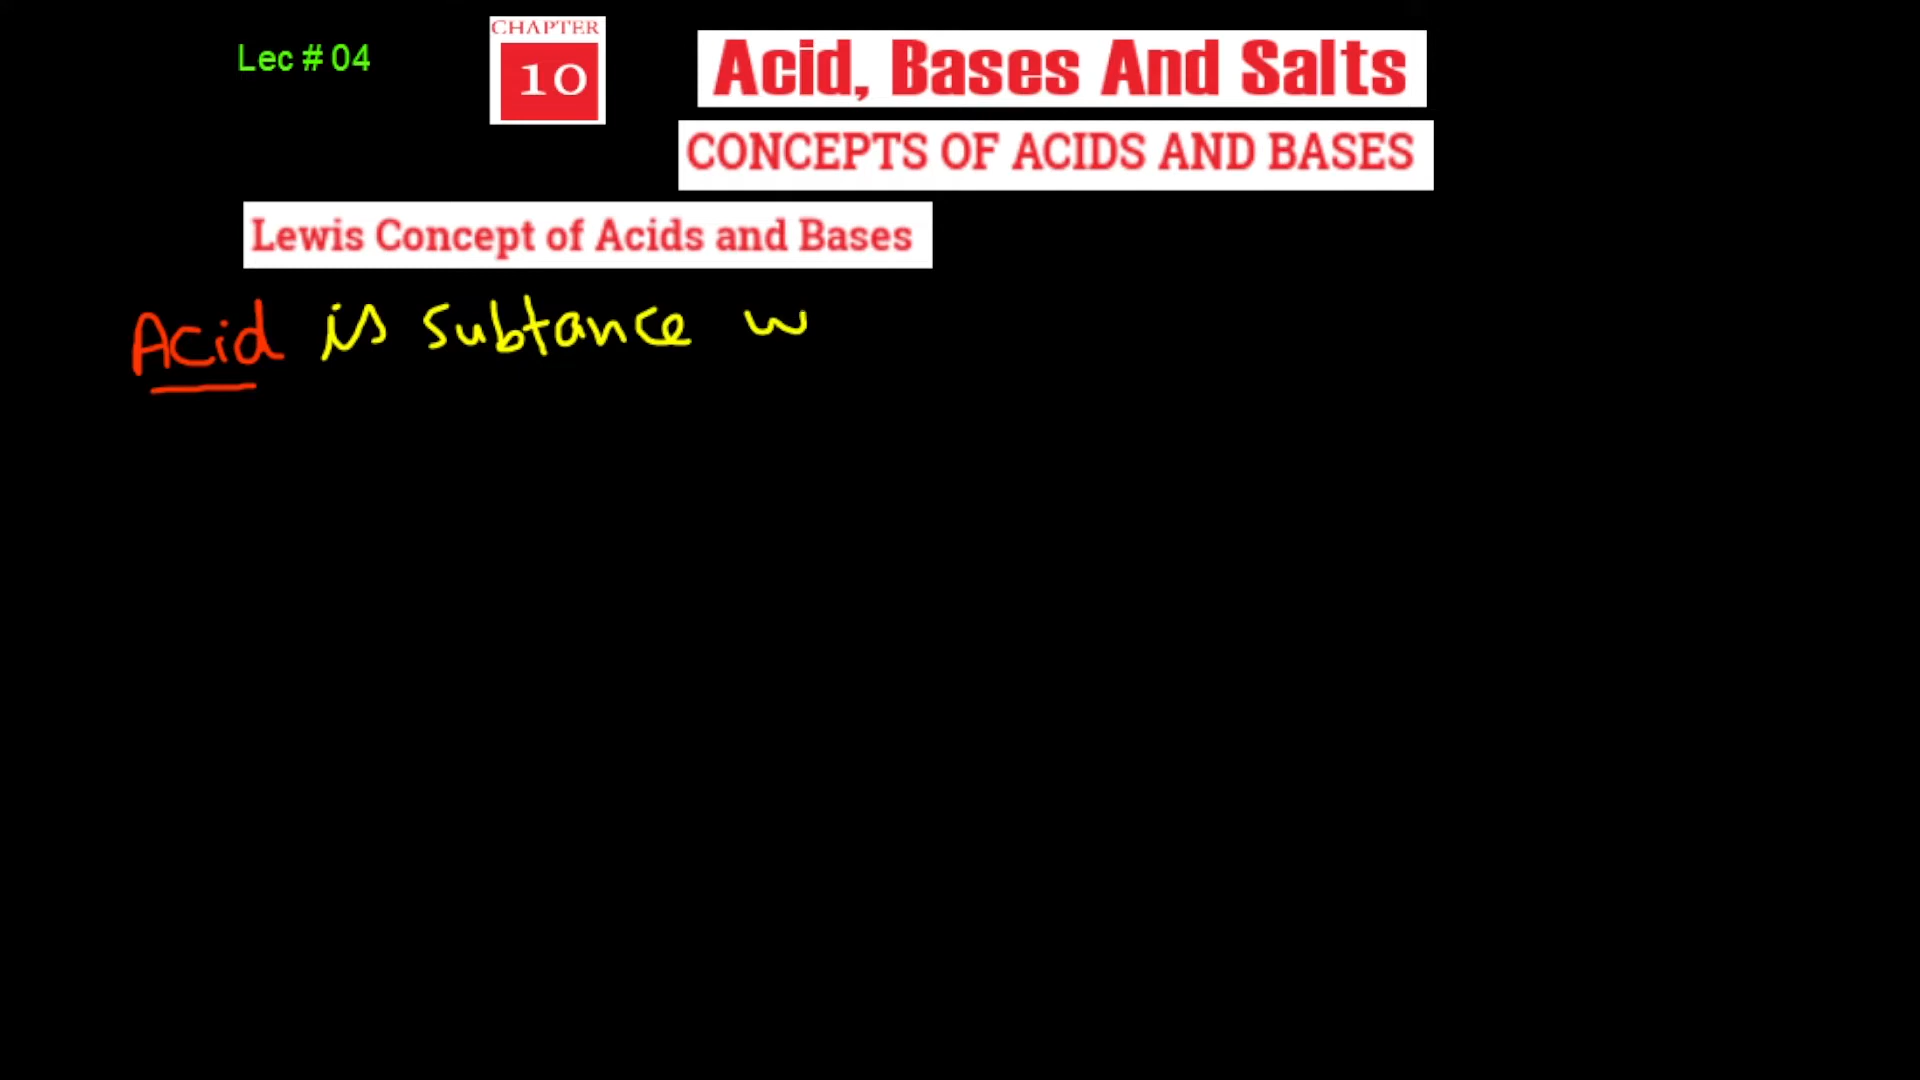 Lec # 04
CHAPTER
10
Acid, Bases And Salts
CONCEPTS OF ACIDS AND BASES
Lewis Concept of Acids and Bases
Acid is subtance w